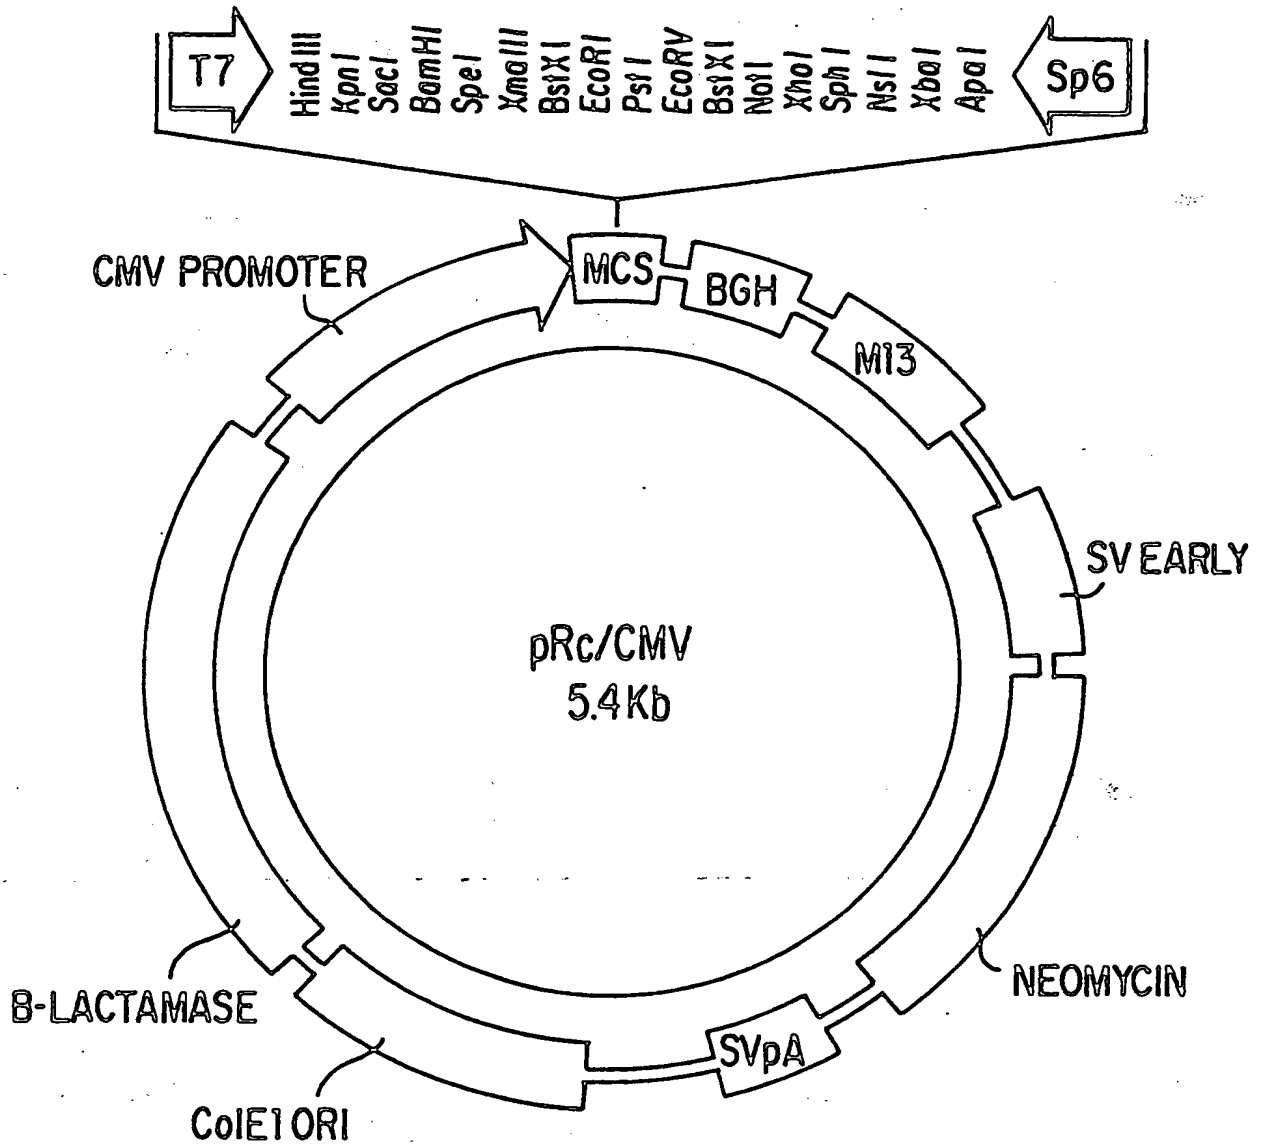 T7
HindIII
KpnI
SacI
BamHI
SpeI
XmaIII
BstXI
EcoRI
PstI
EcoRV
BstXI
NotI
XhoI
SphI
NsiI
XbaI
ApaI
Sp6
CMV PROMOTER
MCS
BGH
M13
SV EARLY
pRc/CMV
5.4Kb
NEOMYCIN
B-LACTAMASE
SVpA
ColE1 ORI